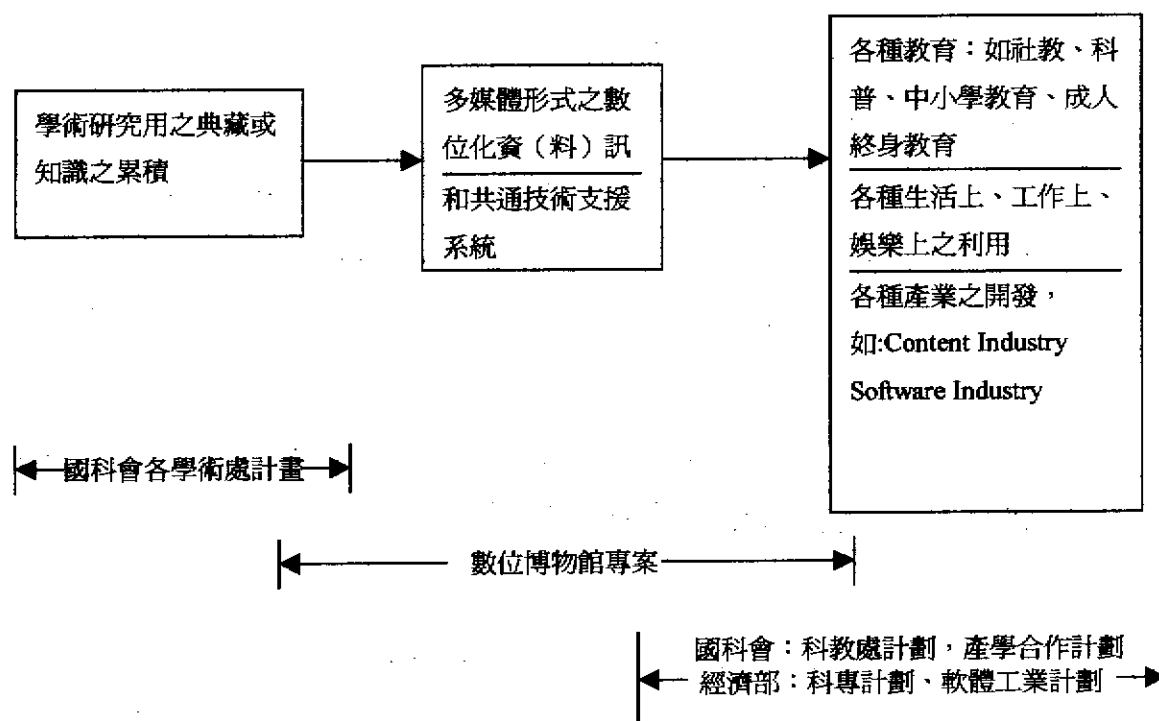 學術研究用之典藏或
知識之累積
多媒體形式之數
位化資（料）訊
和共通技術支援
系統
各種教育：如社教、科
普、中小學教育、成人
終身教育
各種生活上、工作上、
娛樂上之利用
各種產業之開發，
如:Content Industry
Software Industry
國科會各學術處計畫
數位博物館專案
國科會：科教處計劃，產學合作計劃
經濟部：科專計劃、軟體工業計劃